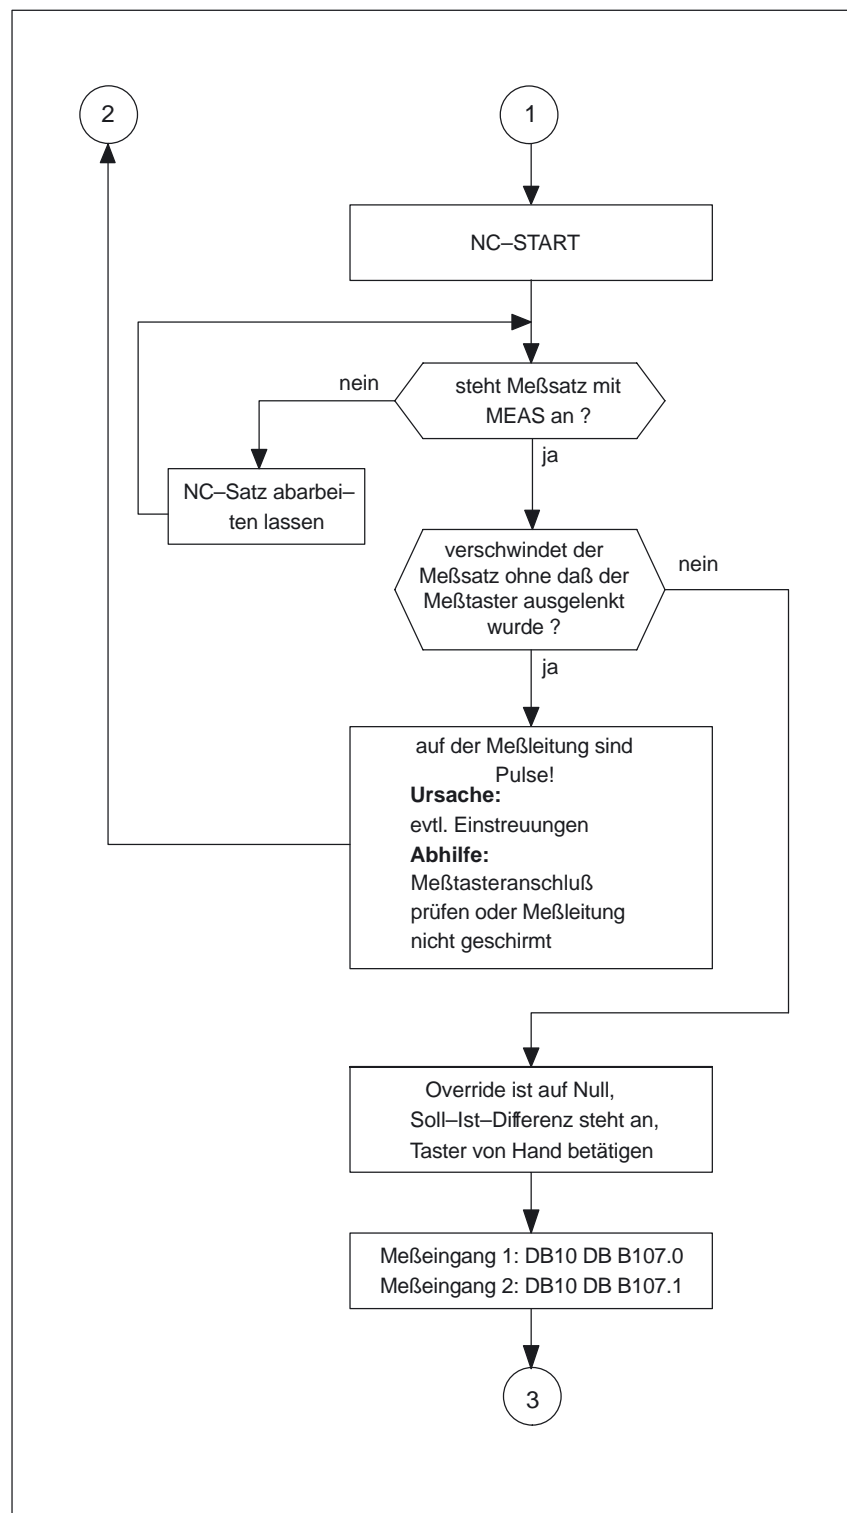 2
1
NC–START
nein
steht Meßsatz mit
MEAS an ?
ja
NC–Satz abarbei–
ten lassen
verschwindet der
Meßsatz ohne daß der
Meßtaster ausgelenkt
wurde ?
nein
ja
auf der Meßleitung sind
Pulse!
Ursache:
evtl. Einstreuungen
Abhilfe:
Meßtasteranschluß
prüfen oder Meßleitung
nicht geschirmt
Override ist auf Null,
Soll–Ist–Differenz steht an,
Taster von Hand betätigen
Meßeingang 1: DB10 DB B107.0
Meßeingang 2: DB10 DB B107.1
3